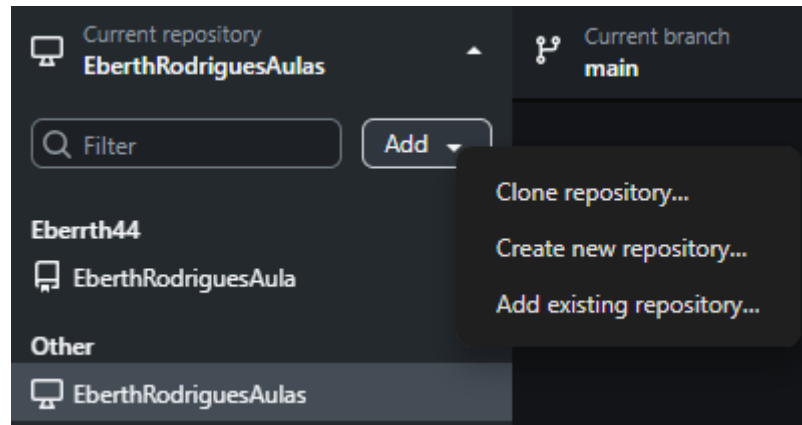 Current repository
EberthRodriguesAulas
Current branch
main
Filter
Add
Clone repository...
Create new repository...
Add existing repository...
Eberrth44
EberthRodriguesAula
Other
EberthRodriguesAulas